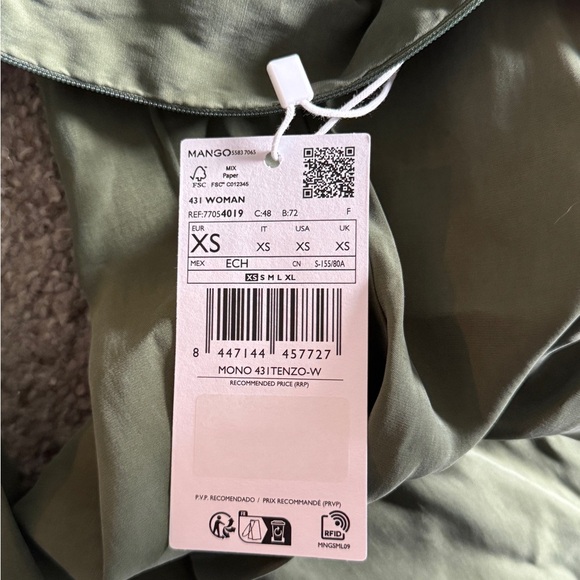 MANGO 5583 7065
FSC
MIX
Paper
FSC® C012345
431 WOMAN
REF:77054019 C:48 B:72 F
EUR IT USA UK
XS XS XS XS
MEX ECH CN S-155/80A
XS S M L XL
8 447144 457727
MONO 431TENZO-W
RECOMMENDED PRICE (RRP)
P.V.P. RECOMENDADO / PRIX RECOMMANDÉ (PRVP)
FR
RFID
MNGSML09